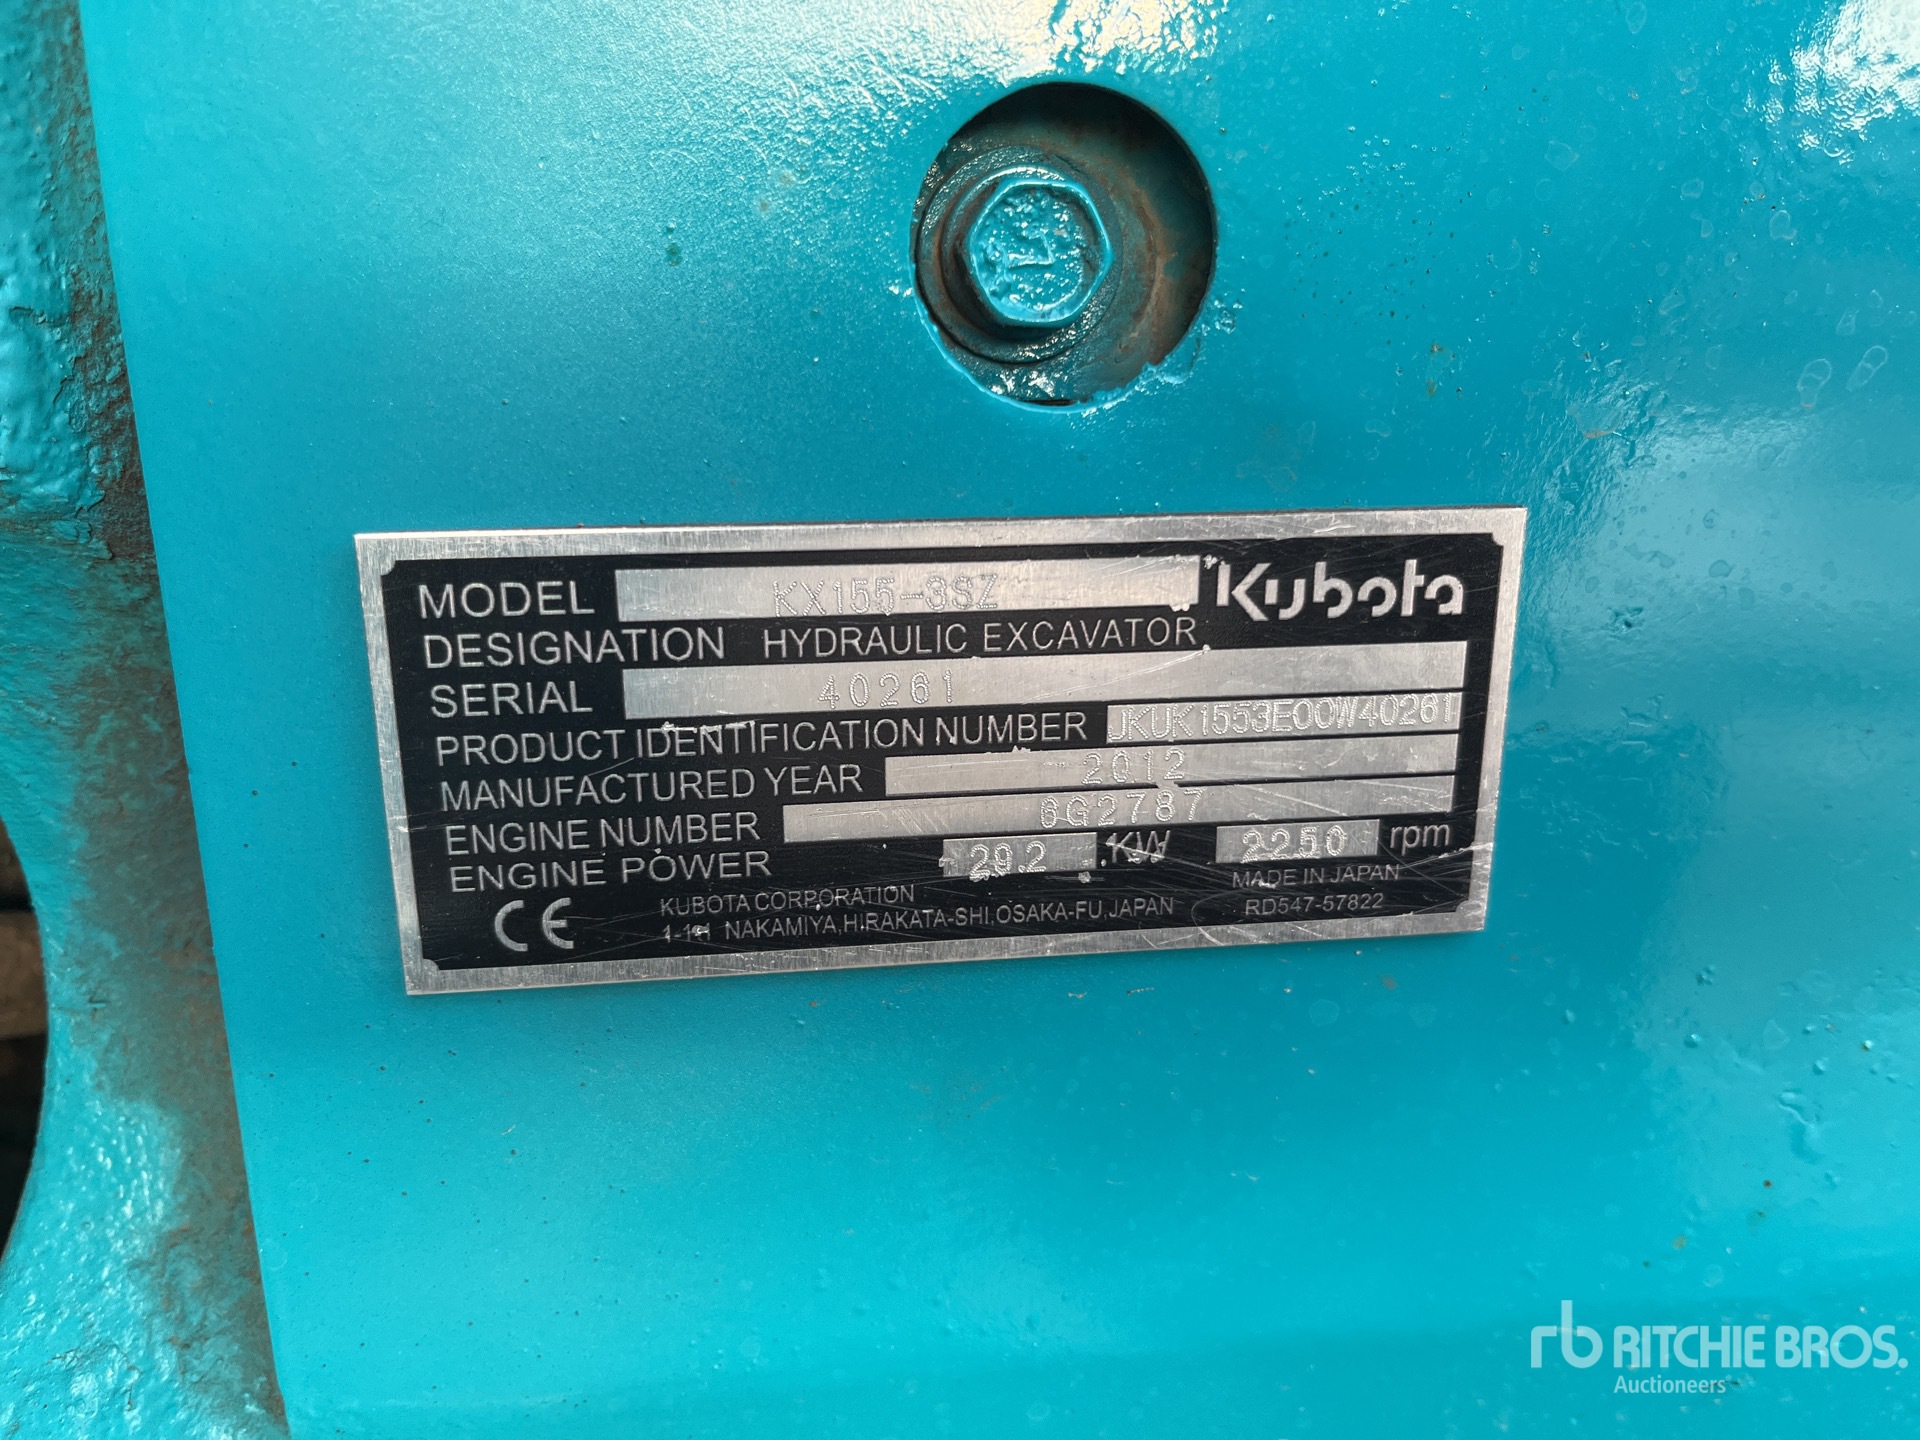 MODEL KX155-3SZ Kubota
DESIGNATION HYDRAULIC EXCAVATOR
SERIAL 40261
PRODUCT IDENTIFICATION NUMBER JKUK1553E00W40261
MANUFACTURED YEAR 2012
ENGINE NUMBER 6G2787
ENGINE POWER 29.2 KW 2250 rpm
MADE IN JAPAN
CE KUBOTA CORPORATION
1-1H NAKAMIYA,HIRAKATA-SHI.OSAKA-FU,JAPAN RD547-57822
rb RITCHIE BROS.
Auctioneers